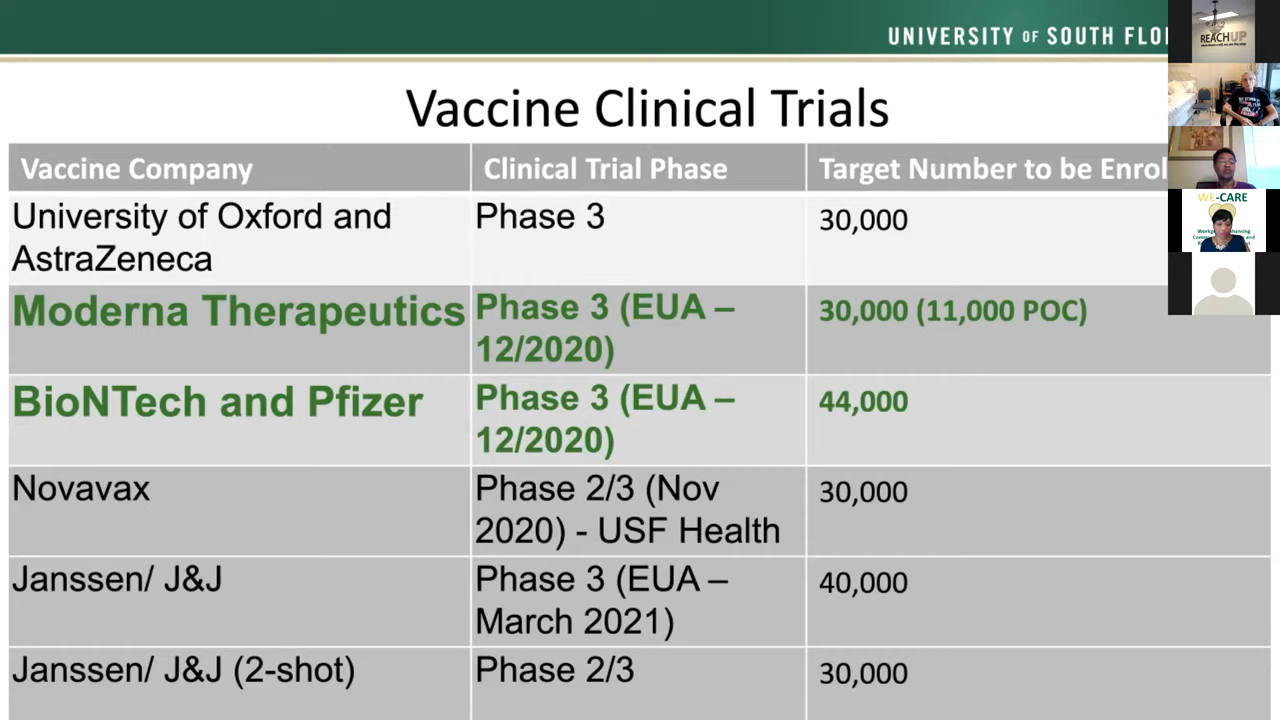 UNIVERSITY OF SOUTH FLO
Vaccine Clinical Trials
Vaccine Company
Clinical Trial Phase
Target Number to be Enrol
University of Oxford and
AstraZeneca
Phase 3
30,000
Moderna Therapeutics
Phase 3 (EUA –
12/2020)
30,000 (11,000 POC)
BioNTech and Pfizer
Phase 3 (EUA –
12/2020)
44,000
Novavax
Phase 2/3 (Nov
2020) - USF Health
30,000
Janssen/ J&J
Phase 3 (EUA –
March 2021)
40,000
Janssen/ J&J (2-shot)
Phase 2/3
30,000
REACHUP
WE-CARE